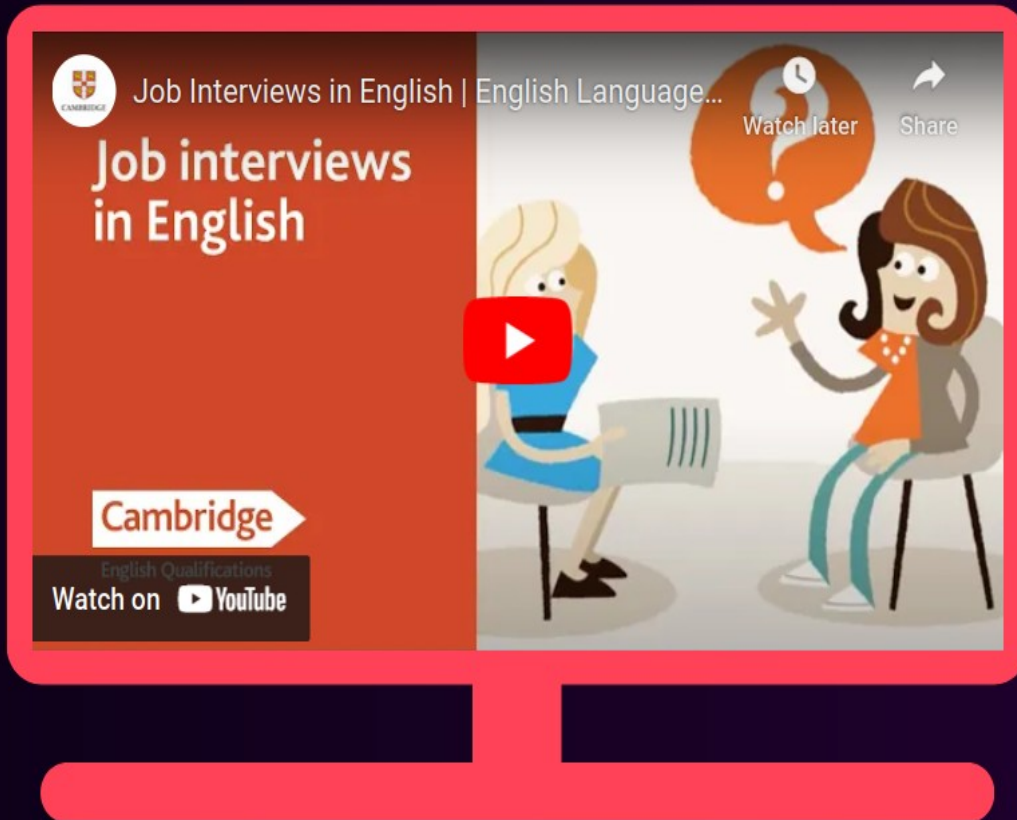 CAMBRIDGE
Job Interviews in English | English Language...
Watch later
Share
Job interviews
in English
Cambridge
English Qualifications
Watch on YouTube